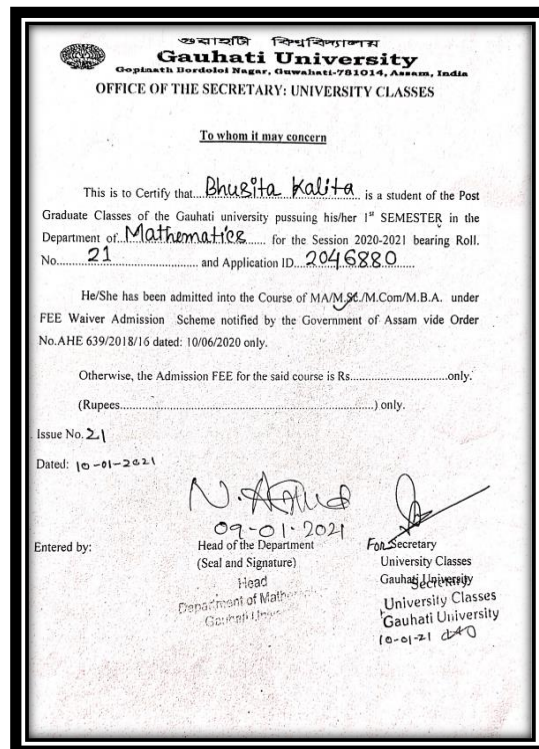 গুৱাহাটী বিশ্ববিদ্যালয়
Gauhati University
Gopinath Bordoloi Nagar, Guwahati-781014, Assam, India
OFFICE OF THE SECRETARY: UNIVERSITY CLASSES
To whom it may concern
This is to Certify that...Bhusita Kalita... is a student of the Post
Graduate Classes of the Gauhati university pussuing his/her 1st SEMESTER in the
Department of...Mathematics... for the Session 2020-2021 bearing Roll.
No...21... and Application ID...2046880...
He/She has been admitted into the Course of MA/M.Sc./M.Com/M.B.A. under
FEE Waiver Admission Scheme notified by the Government of Assam vide Order
No.AHE 639/2018/16 dated: 10/06/2020 only.
Otherwise, the Admission FEE for the said course is Rs...only.
(Rupees...) only.
Issue No. 21
Dated: 10-01-2021
09-01-2021
Entered by:
Head of the Department
(Seal and Signature)
Head
Department of
Gauhati
For Secretary
University Classes
Gauhati University
Secretary
University Classes
Gauhati University
10-01-21